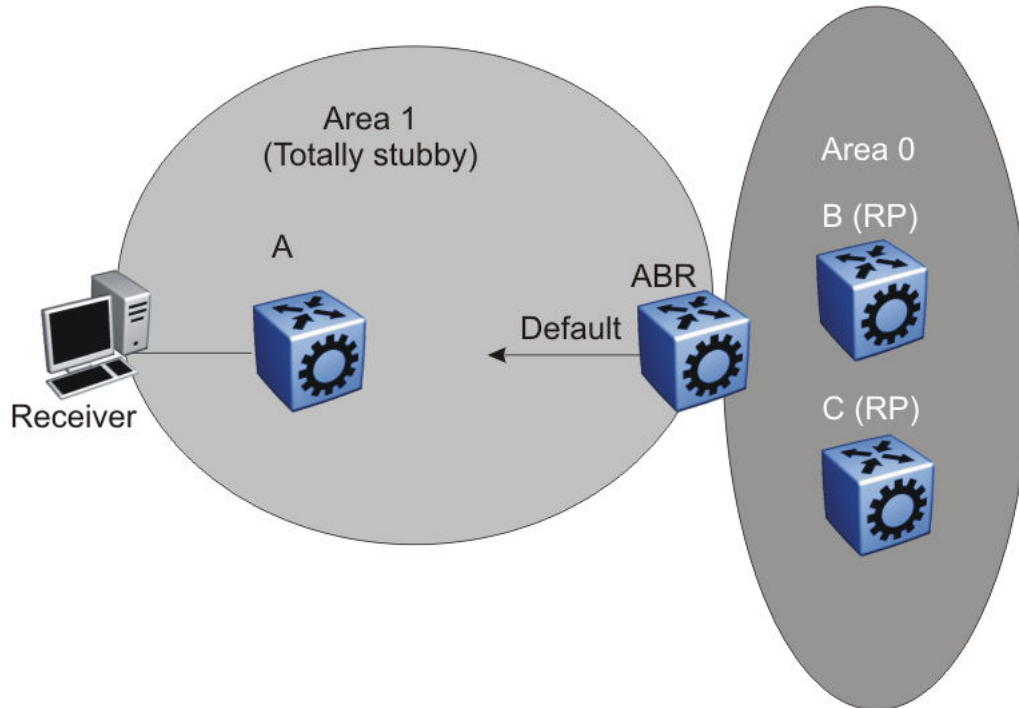 Area 1
(Totally stubby)
Area 0
A
B (RP)
ABR
Default
C (RP)
Receiver